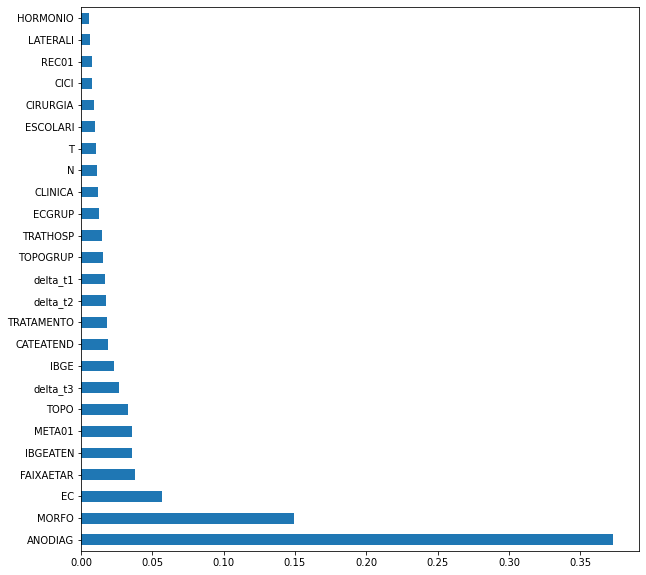 HORMONIO
LATERALI
REC01
CICI
CIRURGIA
ESCOLARI
T
N
CLINICA
ECGRUP
TRATHOSP
TOPOGRUP
delta_t1
delta_t2
TRATAMENTO
CATEATEND
IBGE
delta_t3
TOPO
META01
IBGEATEN
FAIXAETAR
EC
MORFO
ANODIAG
0.00 0.05 0.10 0.15 0.20 0.25 0.30 0.35